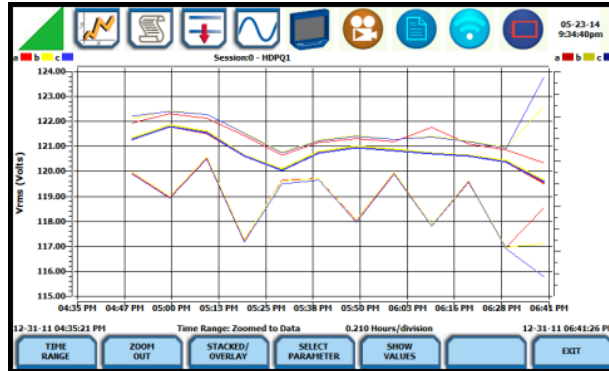 05-23-14
9:34:40pm
a b c Session:0 - HDPQ1 a b c
124.00
123.00
122.00
121.00
120.00
119.00
118.00
117.00
116.00
115.00
Vrms (Volts)
04:35 PM 04:47 PM 05:00 PM 05:13 PM 05:25 PM 05:38 PM 05:50 PM 06:03 PM 06:16 PM 06:28 PM 06:41 PM
12-31-11 04:35:21 PM Time Range: Zoomed to Data 0.210 Hours/division 12-31-11 06:41:26 PM
TIME RANGE
ZOOM OUT
STACKED/ OVERLAY
SELECT PARAMETER
SHOW VALUES
EXIT